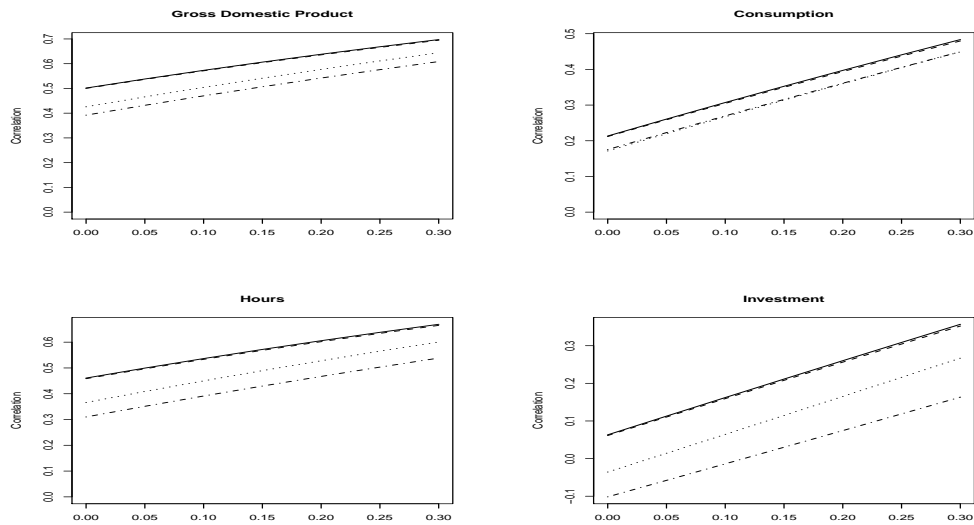 Gross Domestic Product
Correlation
0.0 0.1 0.2 0.3 0.4 0.5 0.6 0.7
0.00 0.05 0.10 0.15 0.20 0.25 0.30
Consumption
Correlation
0.0 0.1 0.2 0.3 0.4 0.5
0.00 0.05 0.10 0.15 0.20 0.25 0.30
Hours
Correlation
0.0 0.1 0.2 0.3 0.4 0.5 0.6
0.00 0.05 0.10 0.15 0.20 0.25 0.30
Investment
Correlation
−0.1 0.0 0.1 0.2 0.3
0.00 0.05 0.10 0.15 0.20 0.25 0.30